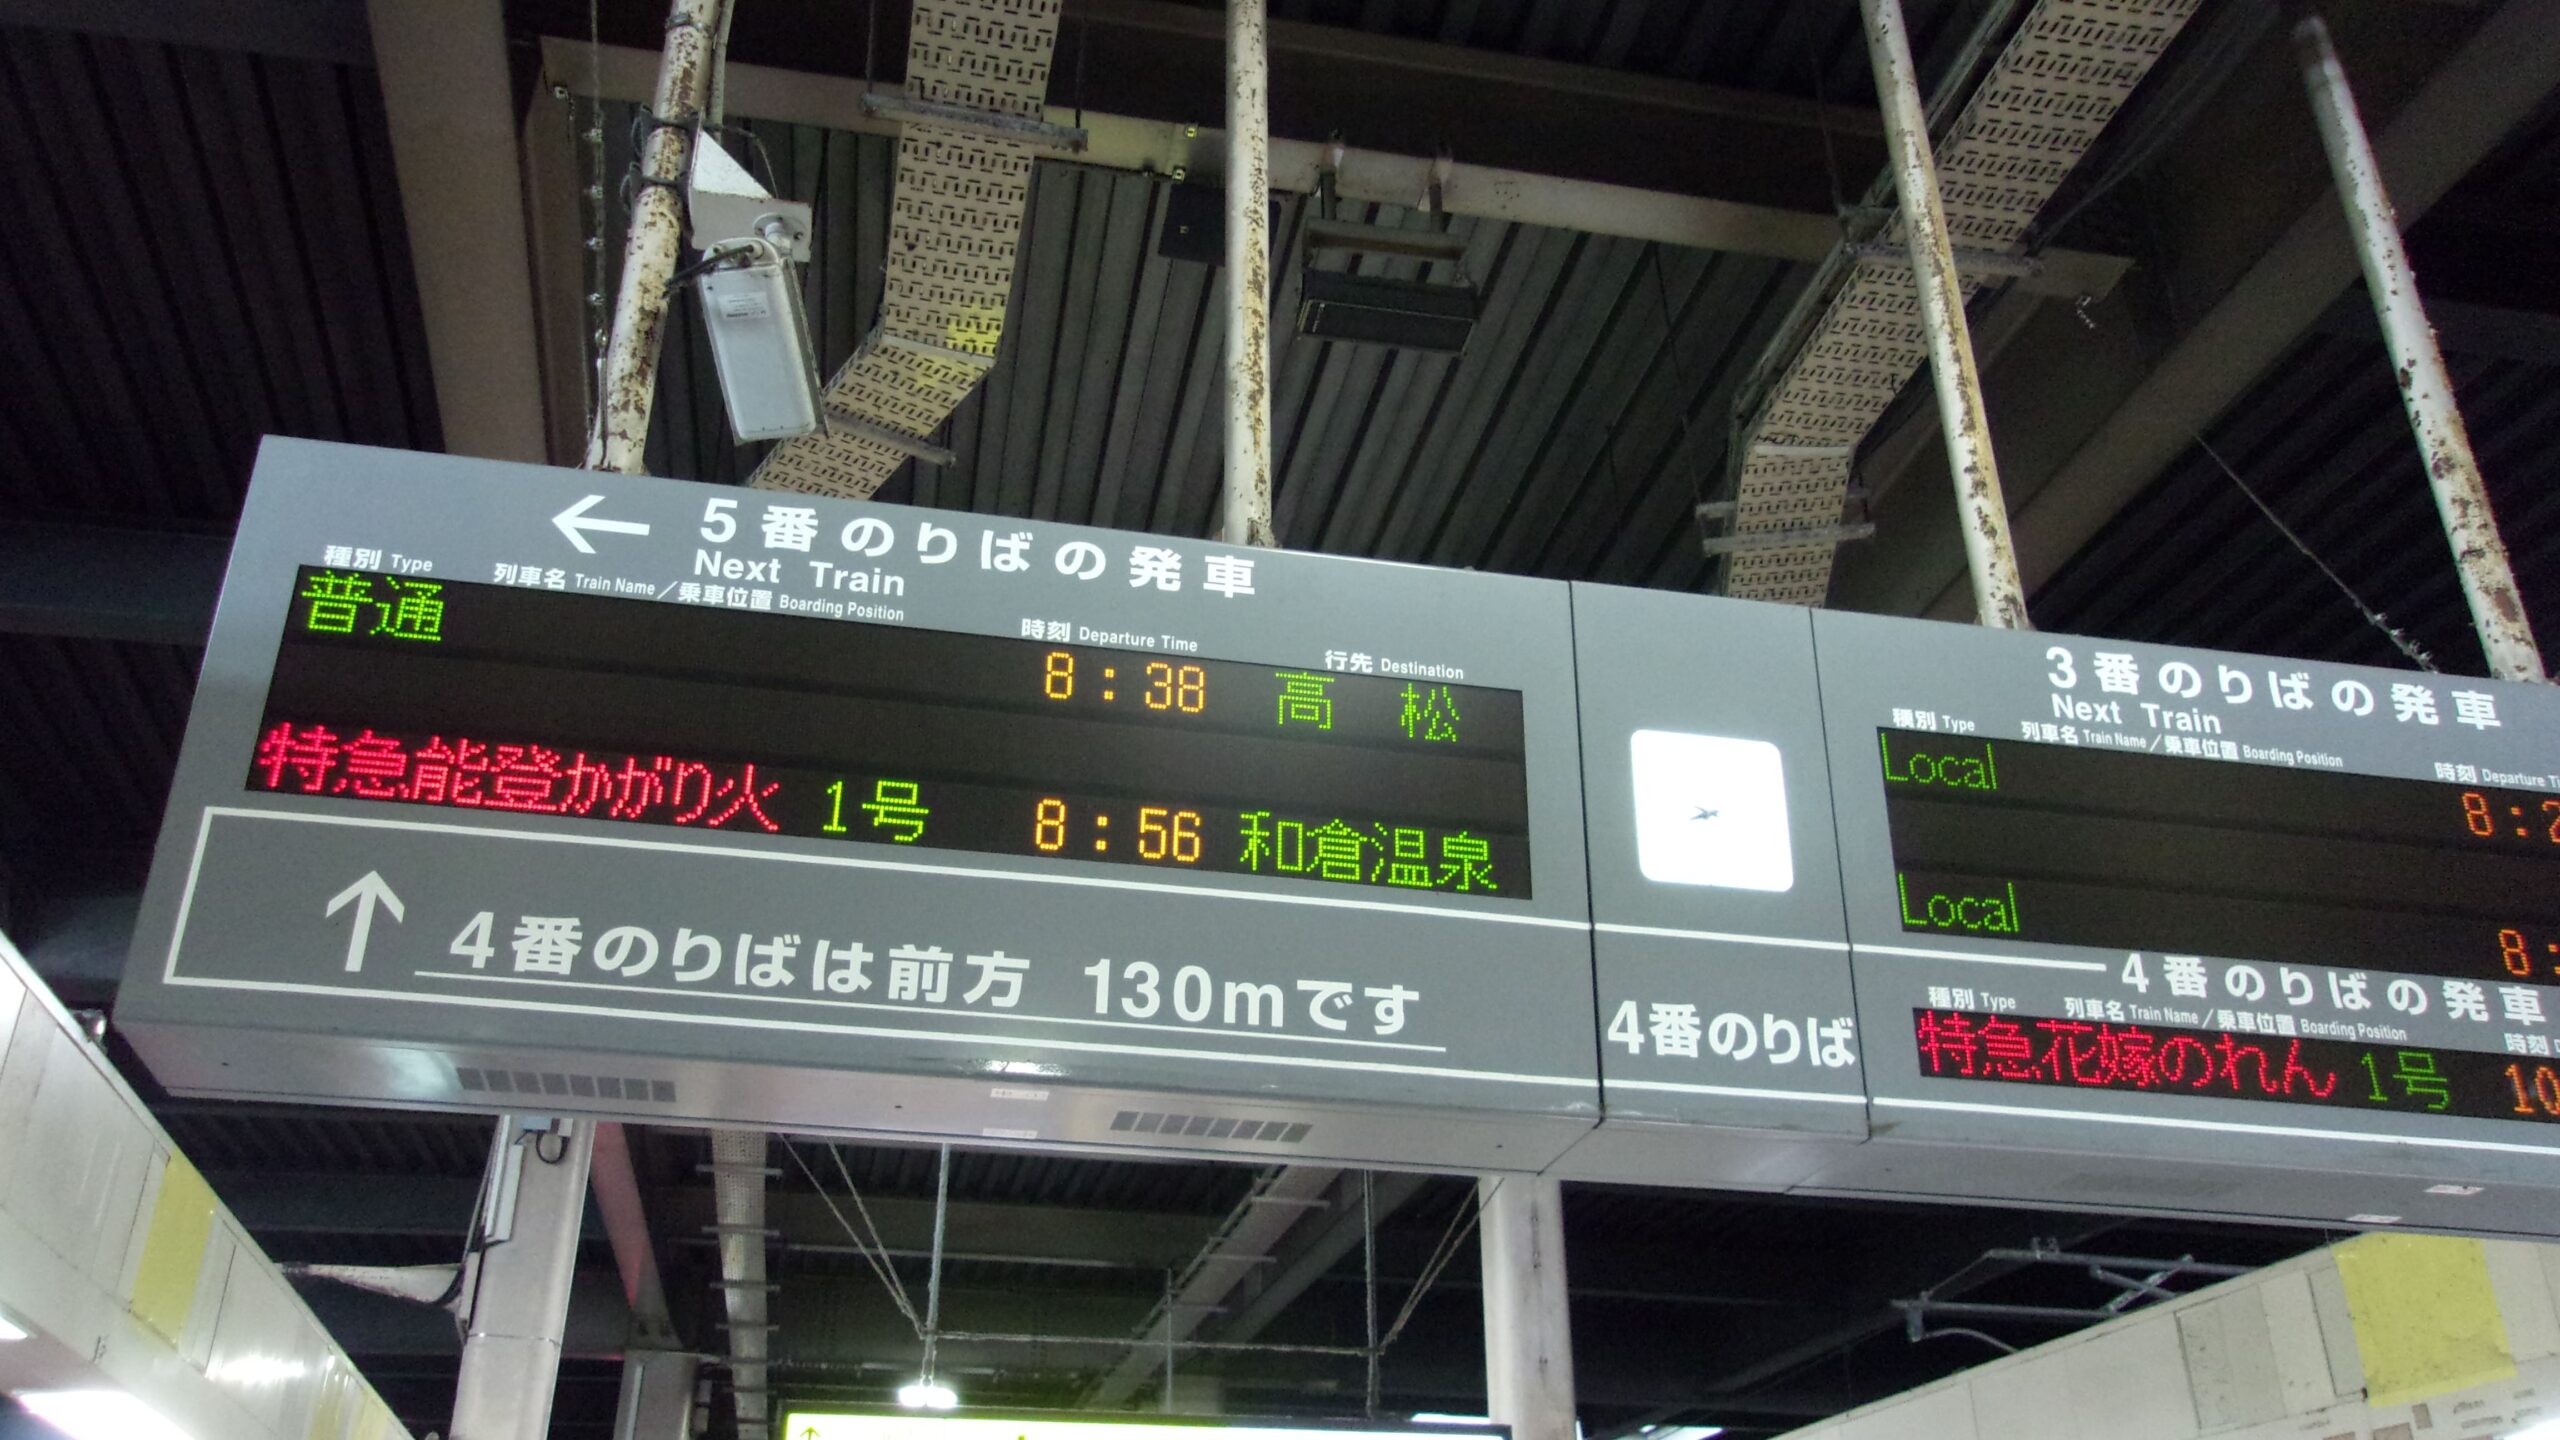 ← 5番のりばの発車
Next Train
種別 Type 列車名 Train Name／乗車位置 Boarding Position 時刻 Departure Time 行先 Destination
普通 8:38 高松
特急能登かがり火 1号 8:56 和倉温泉
↑ 4番のりばは前方 130mです
4番のりば
3番のりばの発車
Next Train
種別 Type 列車名 Train Name／乗車位置 Boarding Position 時刻 Departure
Local
Local
4番のりばの発車
種別 Type 列車名 Train Name／乗車位置 Boarding Position 時刻
特急花嫁のれん 1号 10